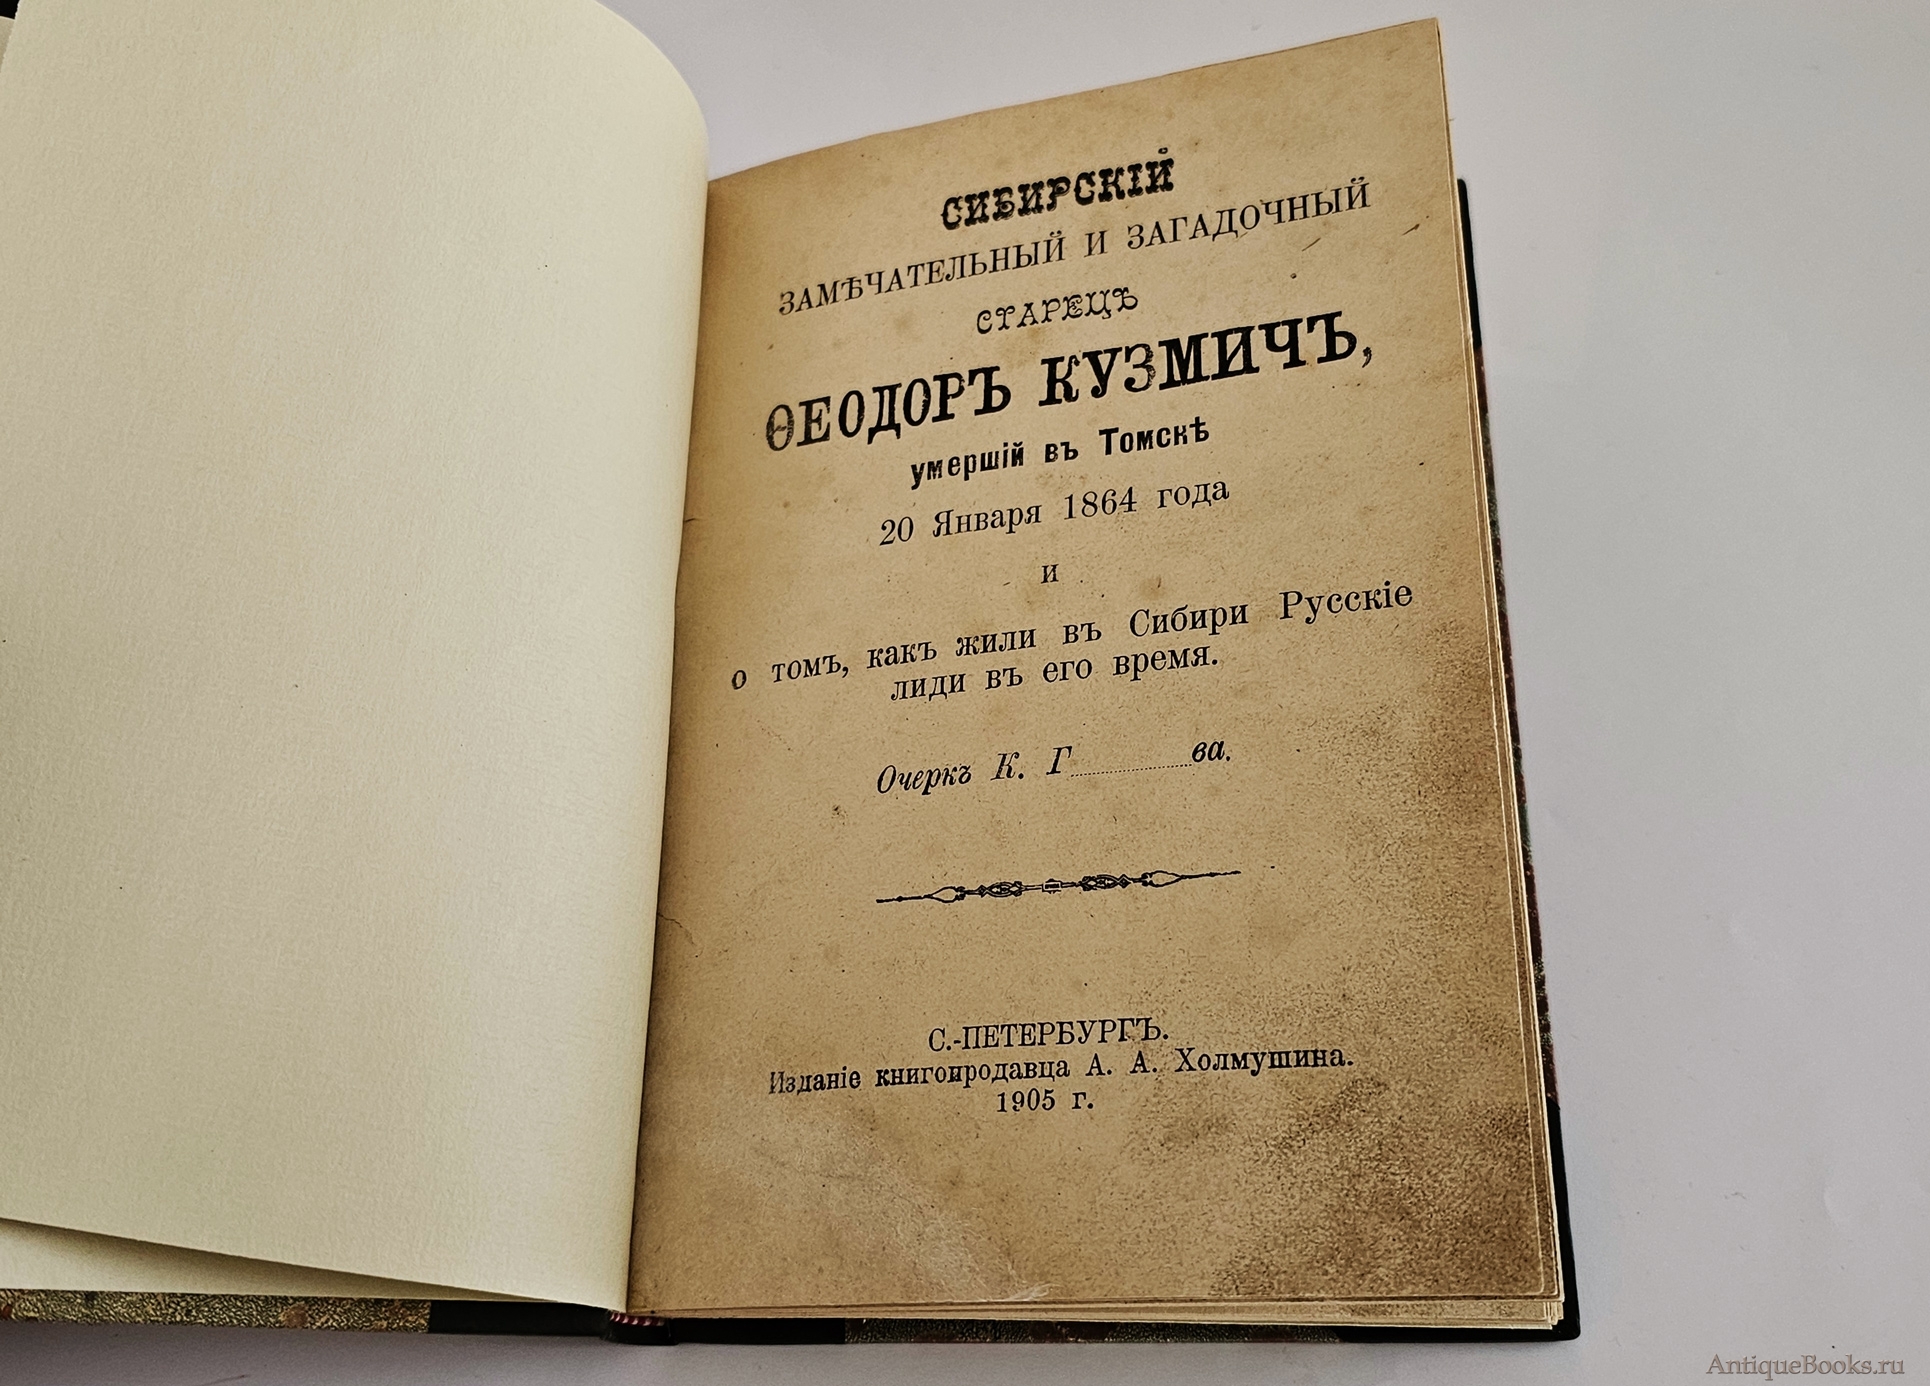 СИБИРСКІЙ
ЗАМѢЧАТЕЛЬНЫЙ И ЗАГАДОЧНЫЙ
СТАРЕЦЪ
ѲЕОДОРЪ КУЗМИЧЪ,
умершій въ Томскѣ
20 Января 1864 года
и
о томъ, какъ жили въ Сибири Русскіе
лиди въ его время.
Очеркъ К. Г..........ва.
С.-ПЕТЕРБУРГЪ.
Изданіе книгопродавца А. А. Холмушина.
1905 г.
AntiqueBooks.ru